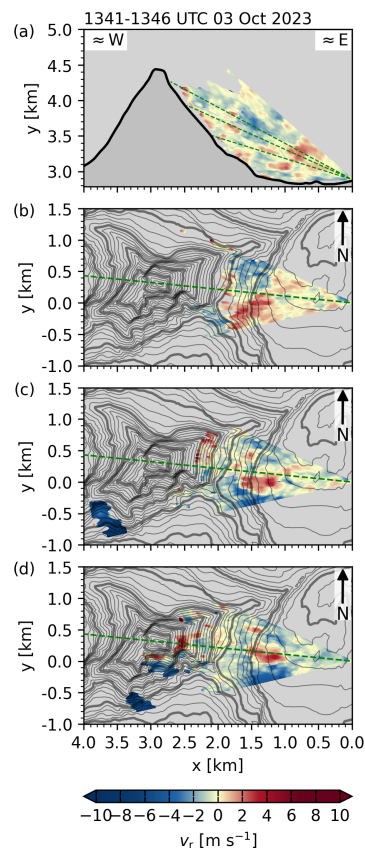 1341-1346 UTC 03 Oct 2023
(a)
≈ W
≈ E
5.0
4.5
4.0
3.5
3.0
y [km]
(b)
1.5
1.0
0.5
0.0
-0.5
-1.0
y [km]
N
(c)
1.5
1.0
0.5
0.0
-0.5
-1.0
y [km]
N
(d)
1.5
1.0
0.5
0.0
-0.5
-1.0
y [km]
N
4.0 3.5 3.0 2.5 2.0 1.5 1.0 0.5 0.0
x [km]
−10 −8 −6 −4 −2 0 2 4 6 8 10
v_r [m s⁻¹]